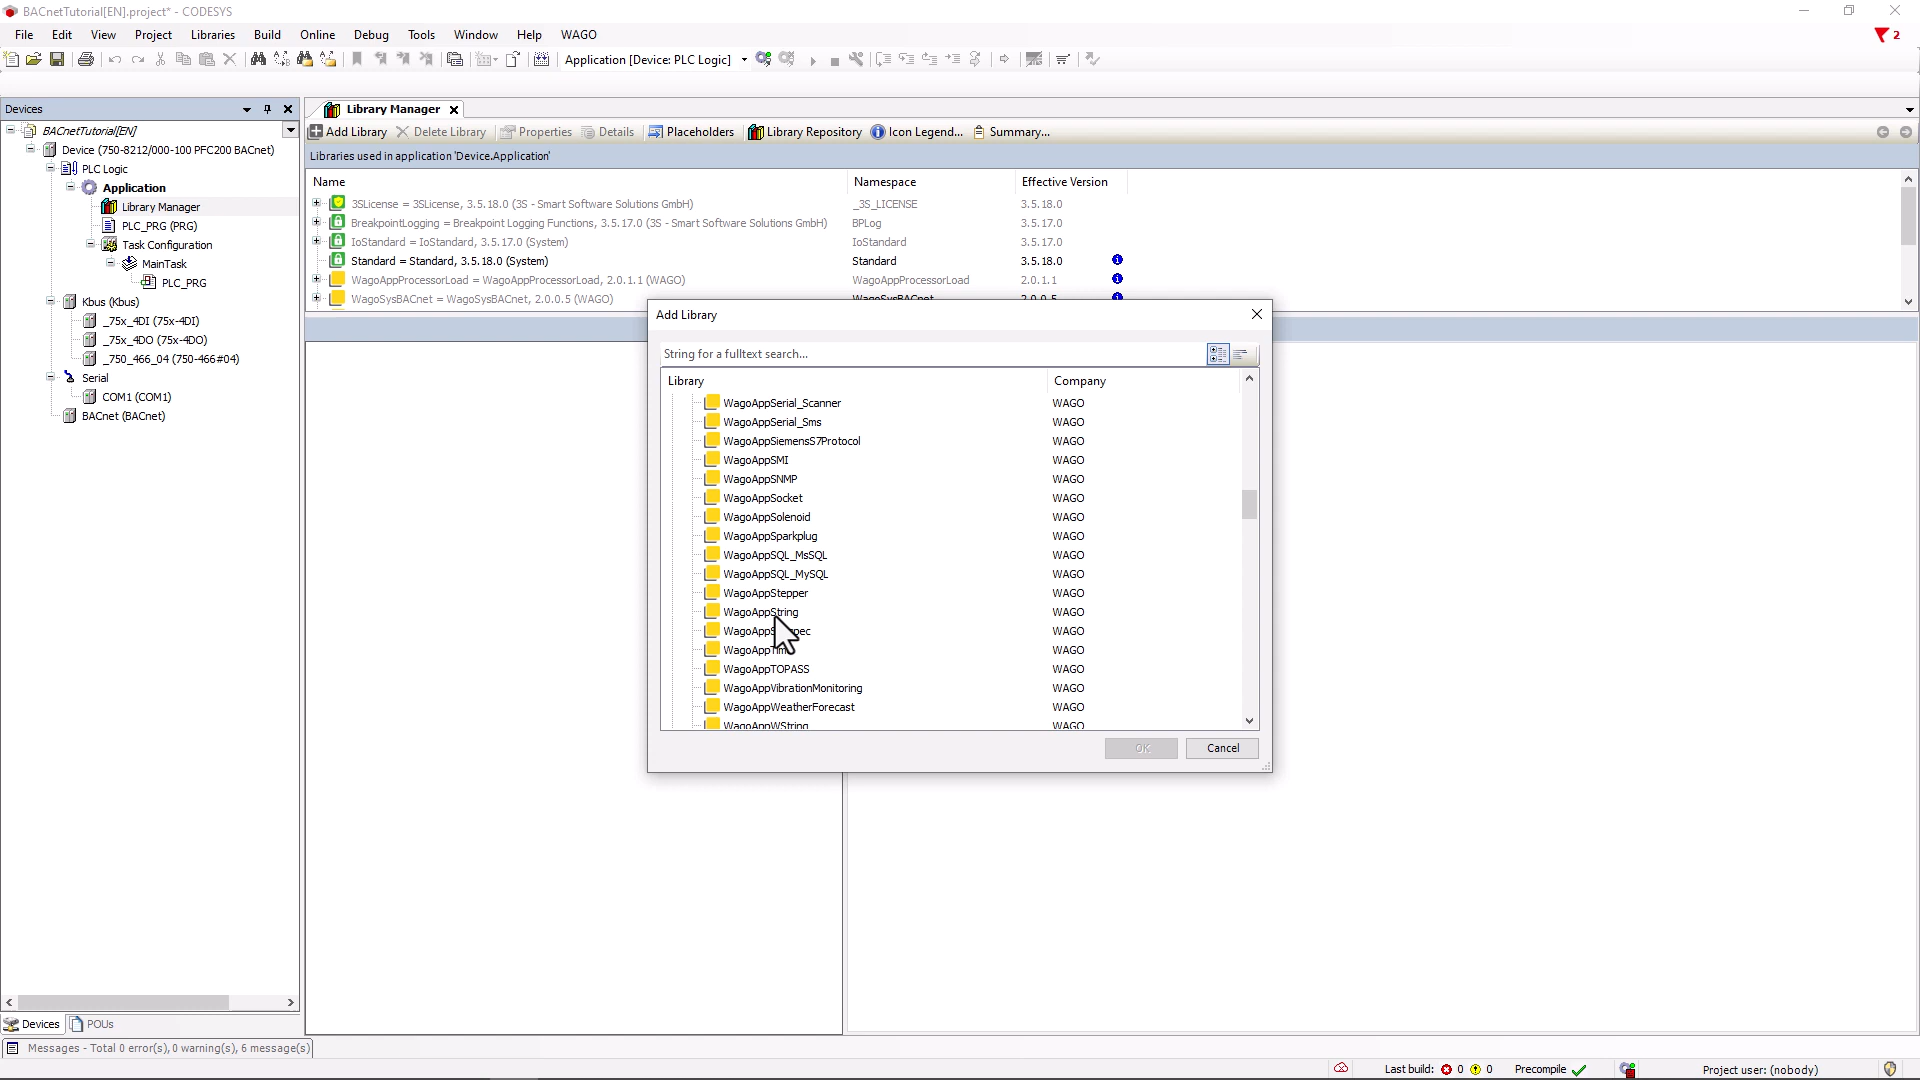 BACnetTutorial[EN].project* - CODESYS
File Edit View Project Libraries Build Online Debug Tools Window Help WAGO
2
Application [Device: PLC Logic]
Devices
BACnetTutorial[EN]
Device (750-8212/000-100 PFC200 BACnet)
PLC Logic
Application
Library Manager
PLC_PRG (PRG)
Task Configuration
MainTask
PLC_PRG
Kbus (Kbus)
_75x_4DI (75x-4DI)
_75x_4DO (75x-4DO)
_750_466_04 (750-466#04)
Serial
COM1 (COM1)
BACnet (BACnet)
Devices POUs
Library Manager
Add Library Delete Library Properties Details Placeholders Library Repository Icon Legend... Summary...
Libraries used in application 'Device.Application'
Name Namespace Effective Version
3SLicense = 3SLicense, 3.5.18.0 (3S - Smart Software Solutions GmbH) _3S_LICENSE 3.5.18.0
BreakpointLogging = Breakpoint Logging Functions, 3.5.17.0 (3S - Smart Software Solutions GmbH) BPLog 3.5.17.0
IoStandard = IoStandard, 3.5.17.0 (System) IoStandard 3.5.17.0
Standard = Standard, 3.5.18.0 (System) Standard 3.5.18.0
WagoAppProcessorLoad = WagoAppProcessorLoad, 2.0.1.1 (WAGO) WagoAppProcessorLoad 2.0.1.1
WagoSysBACnet = WagoSysBACnet, 2.0.0.5 (WAGO) WagoSysBACnet 2.0.0.5
Add Library
String for a fulltext search...
Library Company
WagoAppSerial_Scanner WAGO
WagoAppSerial_Sms WAGO
WagoAppSiemensS7Protocol WAGO
WagoAppSMI WAGO
WagoAppSNMP WAGO
WagoAppSocket WAGO
WagoAppSolenoid WAGO
WagoAppSparkplug WAGO
WagoAppSQL_MsSQL WAGO
WagoAppSQL_MySQL WAGO
WagoAppStepper WAGO
WagoAppString WAGO
WAGO
WagoAppTime WAGO
WagoAppTOPASS WAGO
WagoAppVibrationMonitoring WAGO
WagoAppWeatherForecast WAGO
WagoAppWString WAGO
OK Cancel
Messages - Total 0 error(s), 0 warning(s), 6 message(s)
Last build: 0 0 Precompile Project user: (nobody)